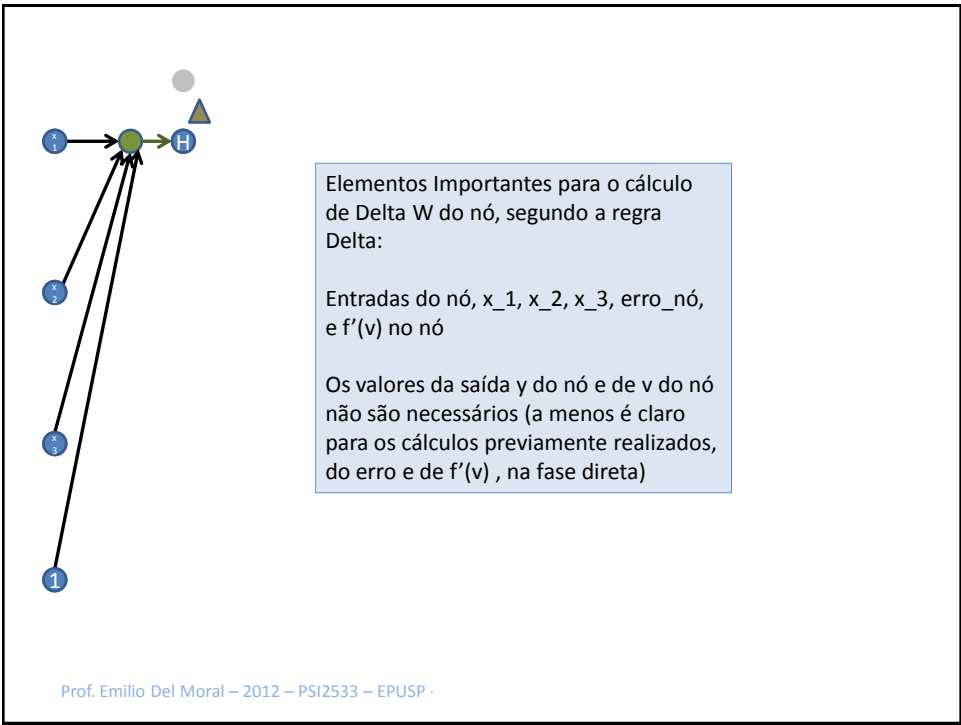 x
1
H
Elementos Importantes para o cálculo
de Delta W do nó, segundo a regra
Delta:
Entradas do nó, x_1, x_2, x_3, erro_nó,
e f’(v) no nó
x
2
Os valores da saída y do nó e de v do nó
não são necessários (a menos é claro
para os cálculos previamente realizados,
do erro e de f’(v) , na fase direta)
x
3
1
Prof. Emilio Del Moral – 2012 – PSI2533 – EPUSP -